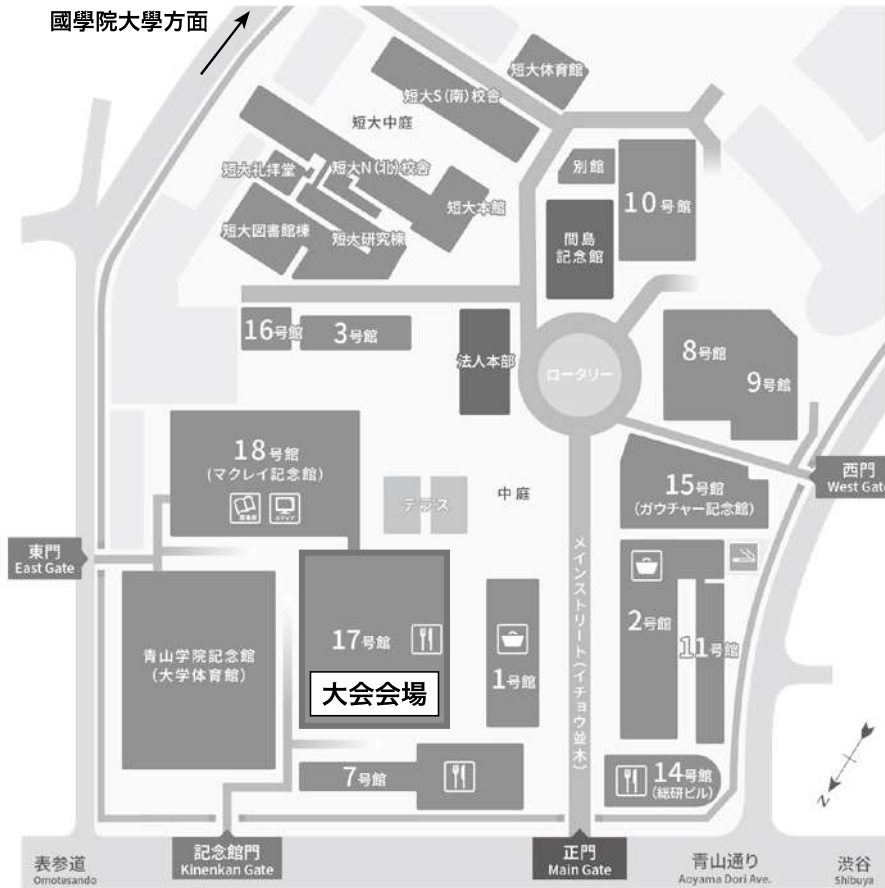 國學院大學方面
短大体育館
短大S(南)校舎
短大中庭
短大N(北)校舎
短大礼拝堂
短大本館
短大図書館棟
短大研究棟
別館
10号館
間島
記念館
16号館
3号館
法人本部
ロータリー
8号館
9号館
18号館
(マクレイ記念館)
テラス
中庭
15号館
(ガウチャー記念館)
西門
West Gate
東門
East Gate
青山学院記念館
(大学体育館)
17号館
大会会場
1号館
メインストリート(イチョウ並木)
2号館
11号館
7号館
14号館
(総研ビル)
N
表参道
Omotesando
記念館門
Kinenkan Gate
正門
Main Gate
青山通り
Aoyama Dori Ave.
渋谷
Shibuya